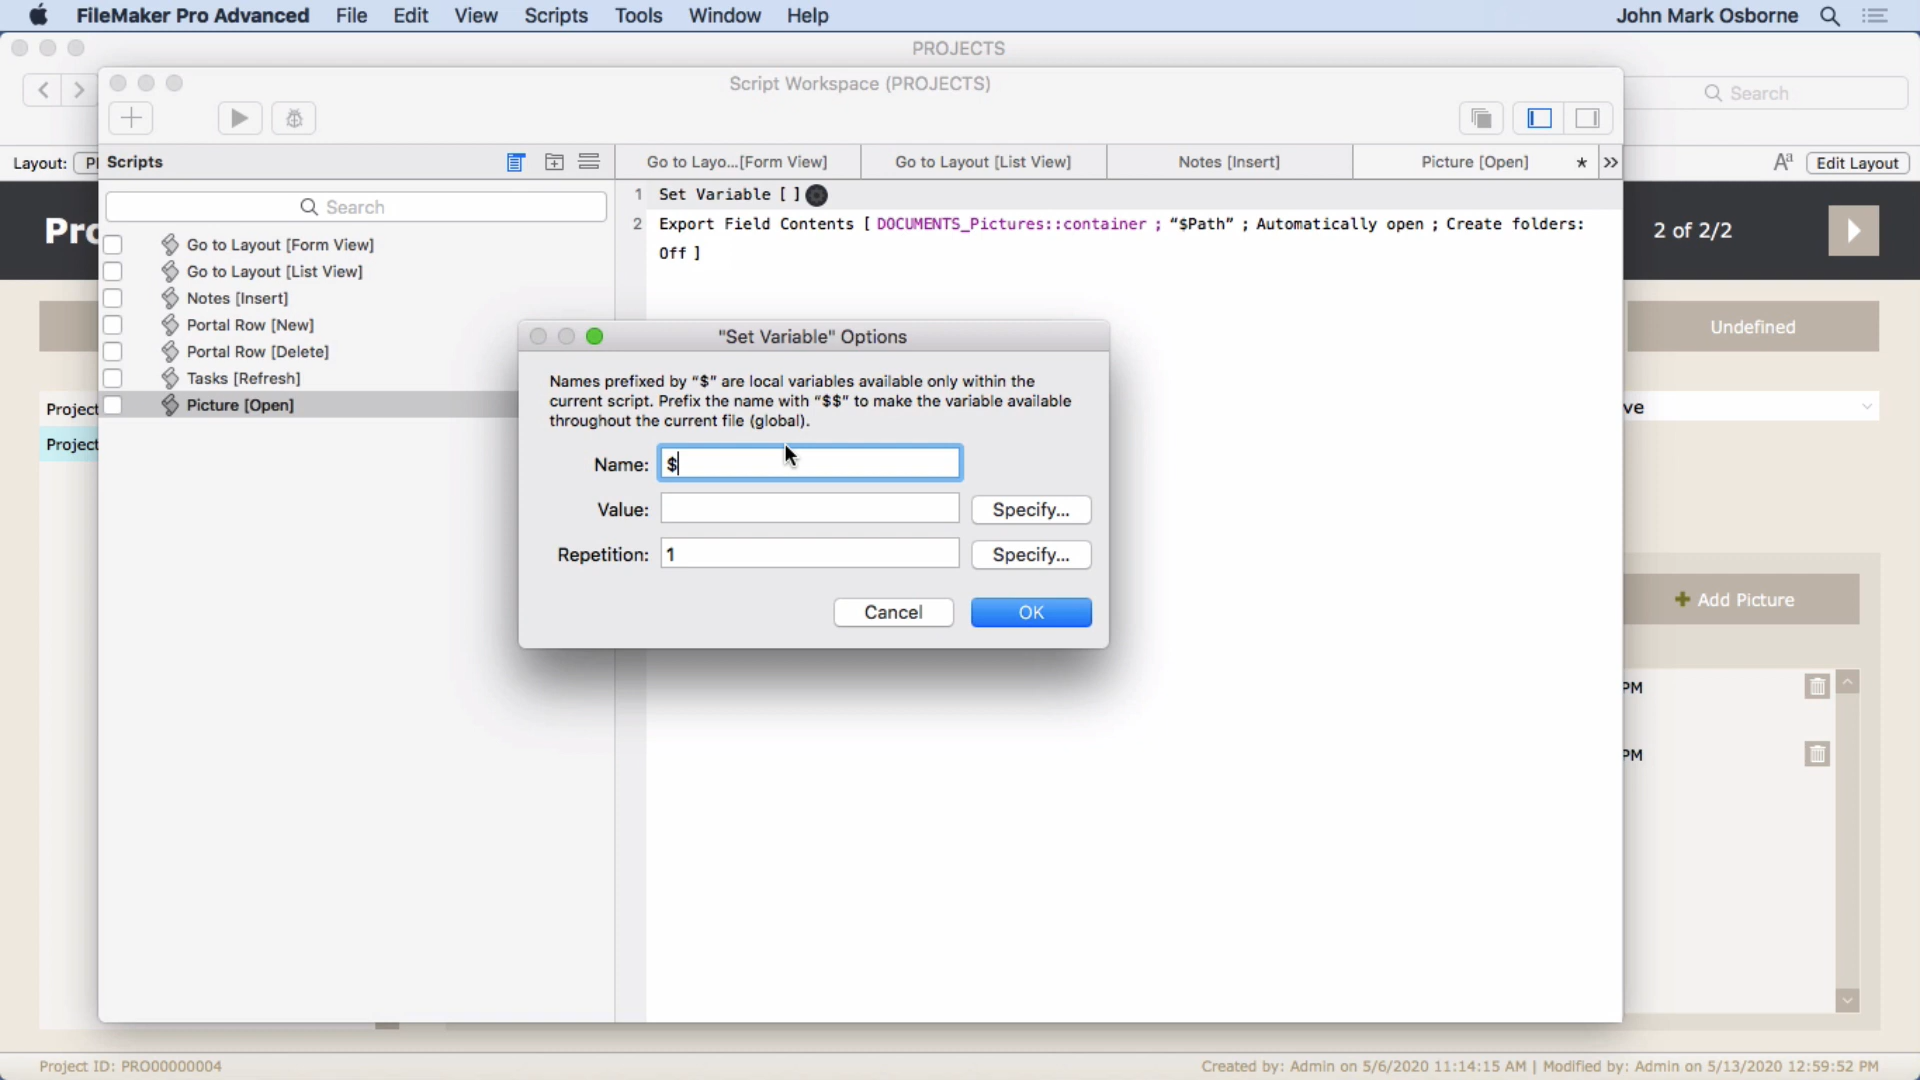 FileMaker Pro Advanced File Edit View Scripts Tools Window Help John Mark Osborne
PROJECTS
Script Workspace (PROJECTS)
Search
Layout:
Scripts
Go to Layo...[Form View] Go to Layout [List View] Notes [Insert] Picture [Open] * »
Edit Layout
Search
1 Set Variable [ ]
2 Export Field Contents [ DOCUMENTS_Pictures::container ; “$Path” ; Automatically open ; Create folders:
Off ]
2 of 2/2
Go to Layout [Form View]
Go to Layout [List View]
Notes [Insert]
Portal Row [New]
Portal Row [Delete]
Tasks [Refresh]
Picture [Open]
Undefined
Project
Project
"Set Variable" Options
Names prefixed by “$” are local variables available only within the
current script. Prefix the name with “$$” to make the variable available
throughout the current file (global).
Name: $
Value: Specify...
Repetition: 1 Specify...
Cancel OK
+ Add Picture
PM
PM
Project ID: PRO00000004
Created by: Admin on 5/6/2020 11:14:15 AM | Modified by: Admin on 5/13/2020 12:59:52 PM